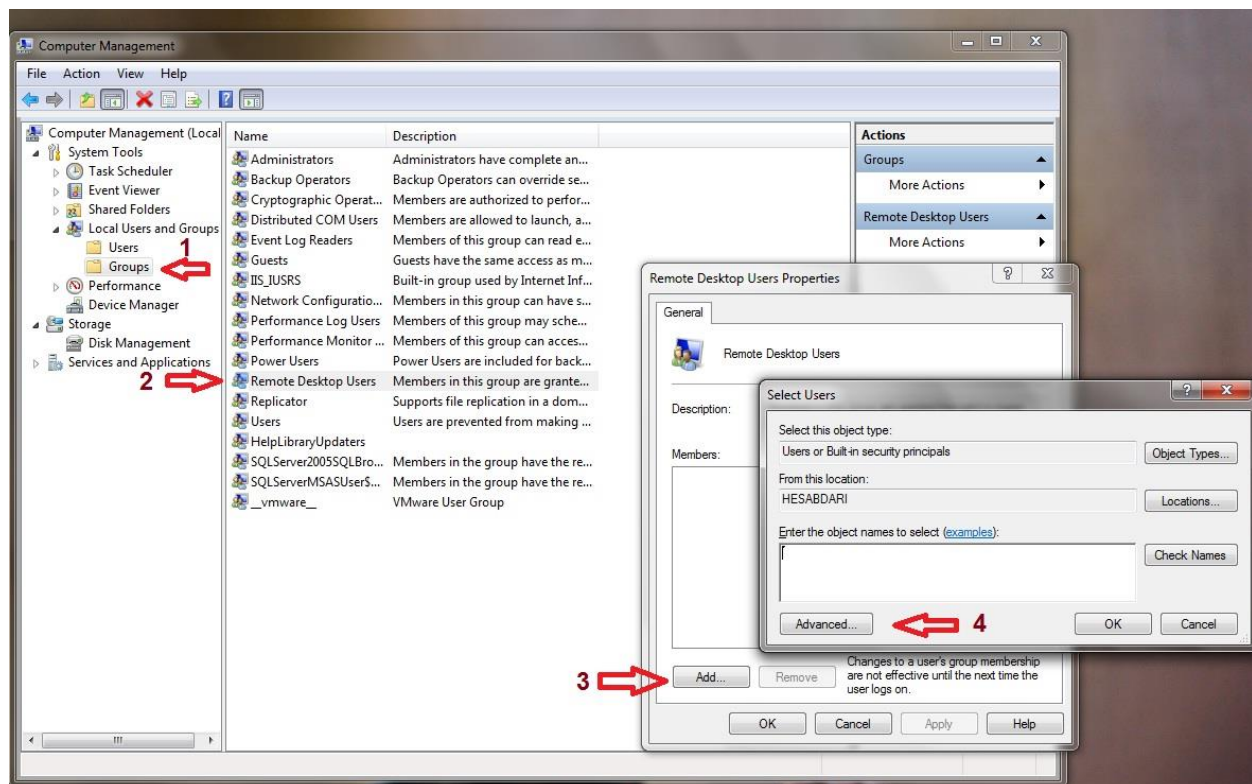 Computer Management
File Action View Help
Computer Management (Local
System Tools
Task Scheduler
Event Viewer
Shared Folders
Local Users and Groups
Users
1
Groups
Performance
Device Manager
Storage
Disk Management
Services and Applications
2
Name Description
Administrators Administrators have complete an...
Backup Operators Backup Operators can override se...
Cryptographic Operat... Members are authorized to perfor...
Distributed COM Users Members are allowed to launch, a...
Event Log Readers Members of this group can read e...
Guests Guests have the same access as m...
IIS_IUSRS Built-in group used by Internet Inf...
Network Configuratio... Members in this group can have s...
Performance Log Users Members of this group may sche...
Performance Monitor ... Members of this group can acces...
Power Users Power Users are included for back...
Remote Desktop Users Members in this group are grante...
Replicator Supports file replication in a dom...
Users Users are prevented from making ...
HelpLibraryUpdaters
SQLServer2005SQLBro... Members in the group have the re...
SQLServerMSASUser$... Members in the group have the re...
__vmware__ VMware User Group
Actions
Groups
More Actions
Remote Desktop Users
More Actions
Remote Desktop Users Properties
General
Remote Desktop Users
Description:
Members:
3
Add... Remove
Changes to a user's group membership
are not effective until the next time the
user logs on.
OK Cancel Apply Help
Select Users
Select this object type:
Users or Built-in security principals Object Types...
From this location:
HESABDARI Locations...
Enter the object names to select (examples):
Check Names
Advanced... 4 OK Cancel